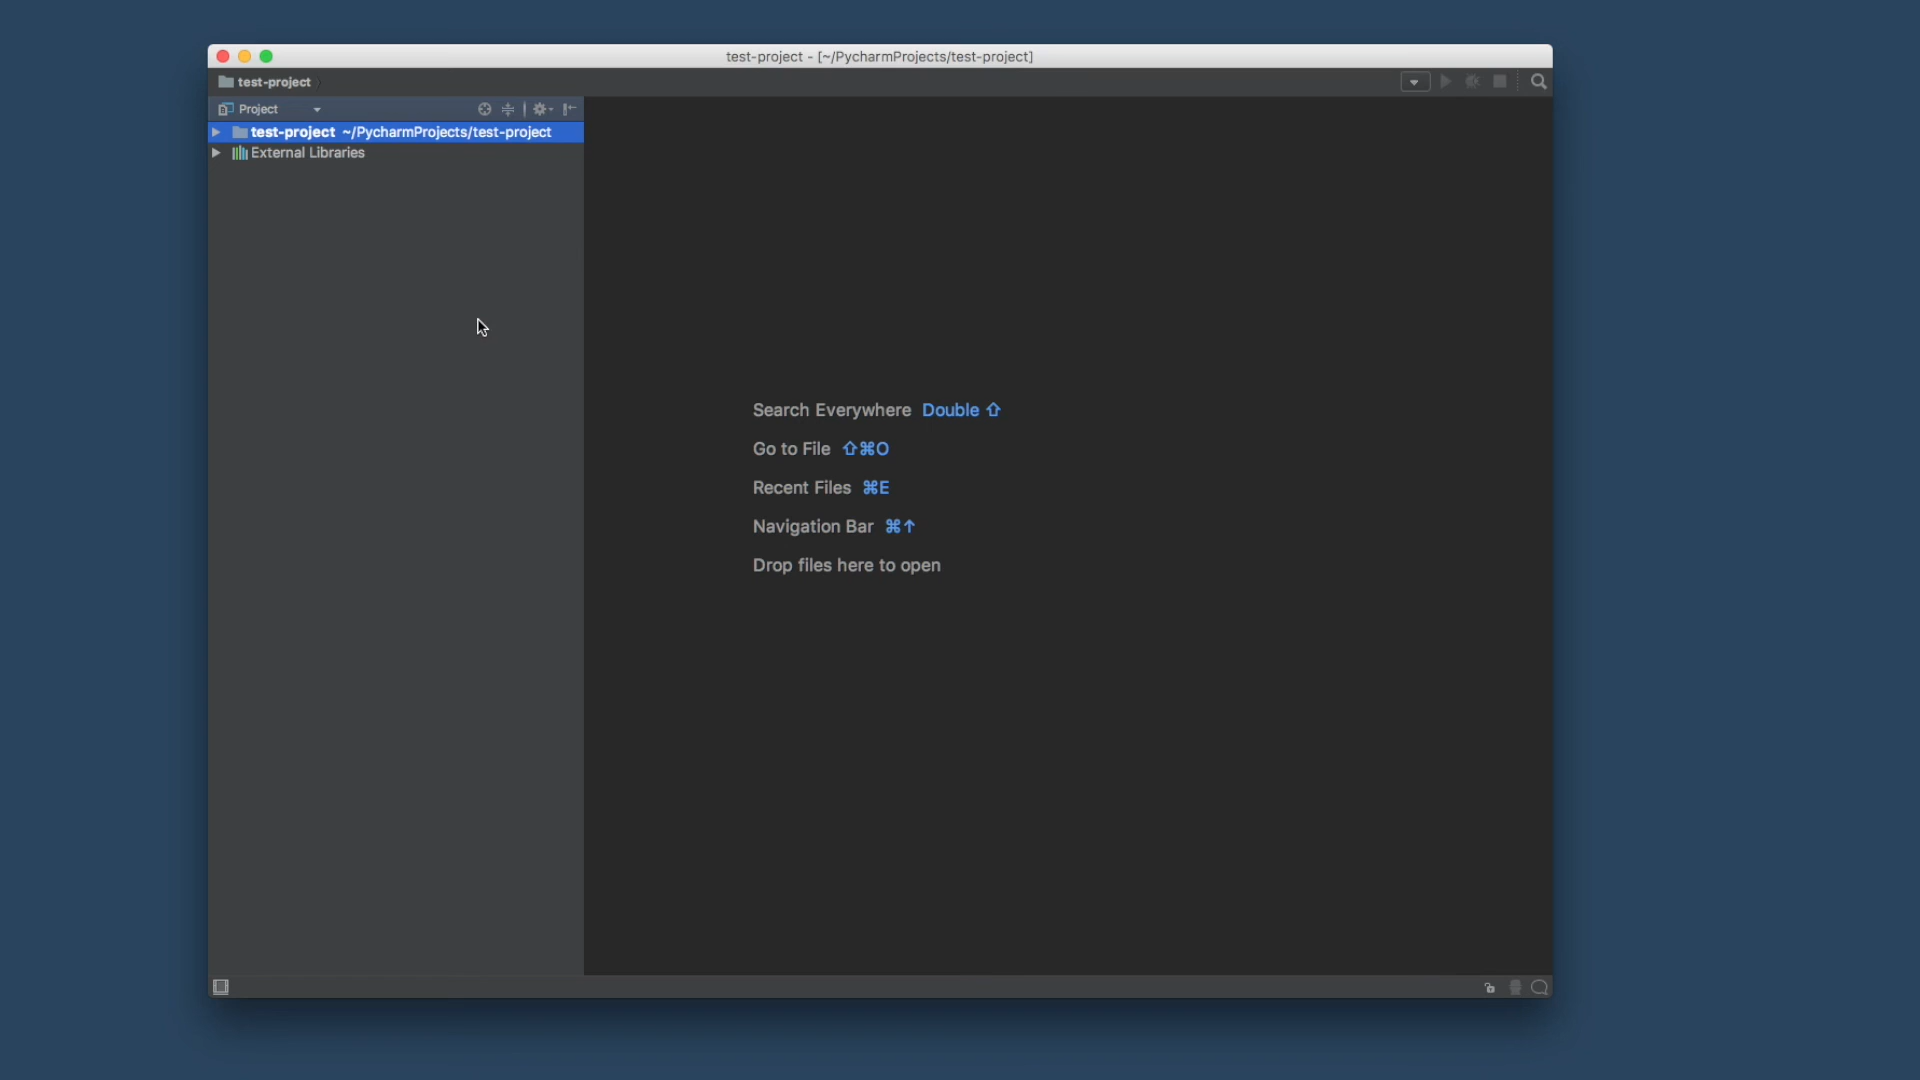 test-project - [~/PycharmProjects/test-project]
test-project
Project
test-project ~/PycharmProjects/test-project
External Libraries
Search Everywhere Double ⇧
Go to File ⇧⌘O
Recent Files ⌘E
Navigation Bar ⌘↑
Drop files here to open